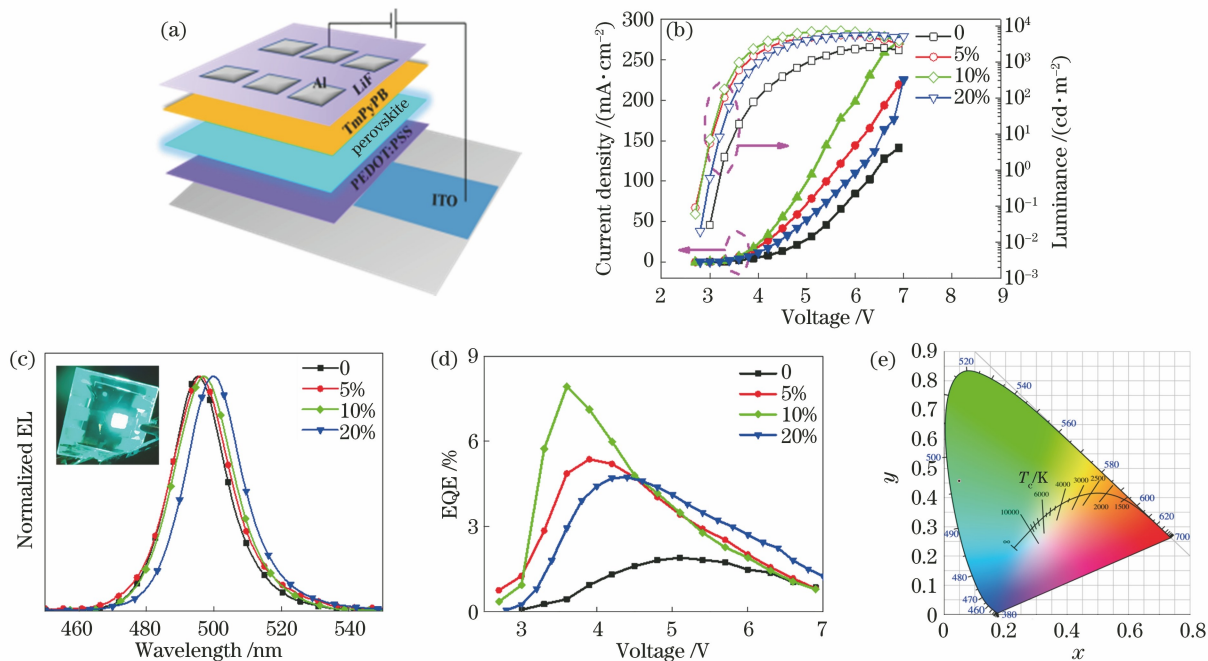 (a)
Al
LiF
TmPyPB
perovskite
PEDOT:PSS
ITO
(b)
300
250
200
150
100
50
0
Current density /(mA·cm⁻²)
10⁴
10³
10²
10¹
10⁰
10⁻¹
10⁻²
10⁻³
Luminance /(cd·m⁻²)
0
5%
10%
20%
2 3 4 5 6 7 8 9
Voltage /V
(c)
Normalized EL
0
5%
10%
20%
460 480 500 520 540
Wavelength /nm
(d)
9
6
3
0
EQE /%
0
5%
10%
20%
3 4 5 6 7
Voltage /V
(e)
0.9
0.8
0.7
0.6
0.5
0.4
0.3
0.2
0.1
0
y
520
540
560
580
600
620
700
500
490
480
470
460
380
T_c/K
10000
6000
4000
3000
2500
2000
1500
∞
0 0.2 0.3 0.4 0.5 0.6 0.8
x